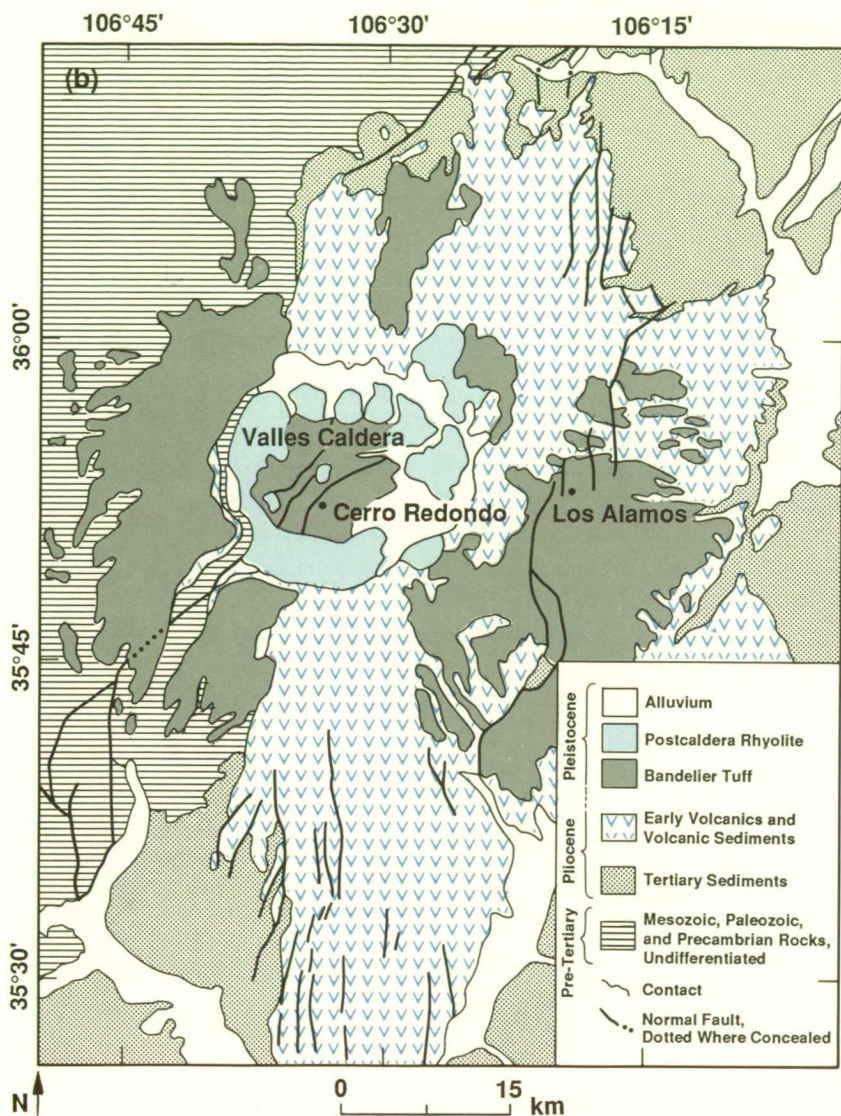 106°45' 106°30' 106°15'
(b)
36°00'
Valles Caldera
Cerro Redondo
Los Alamos
35°45'
35°30'
Pleistocene
Pliocene
Pre-Tertiary
Alluvium
Postcaldera Rhyolite
Bandelier Tuff
Early Volcanics and
Volcanic Sediments
Tertiary Sediments
Mesozoic, Paleozoic,
and Precambrian Rocks,
Undifferentiated
Contact
Normal Fault,
Dotted Where Concealed
N
0 15
km